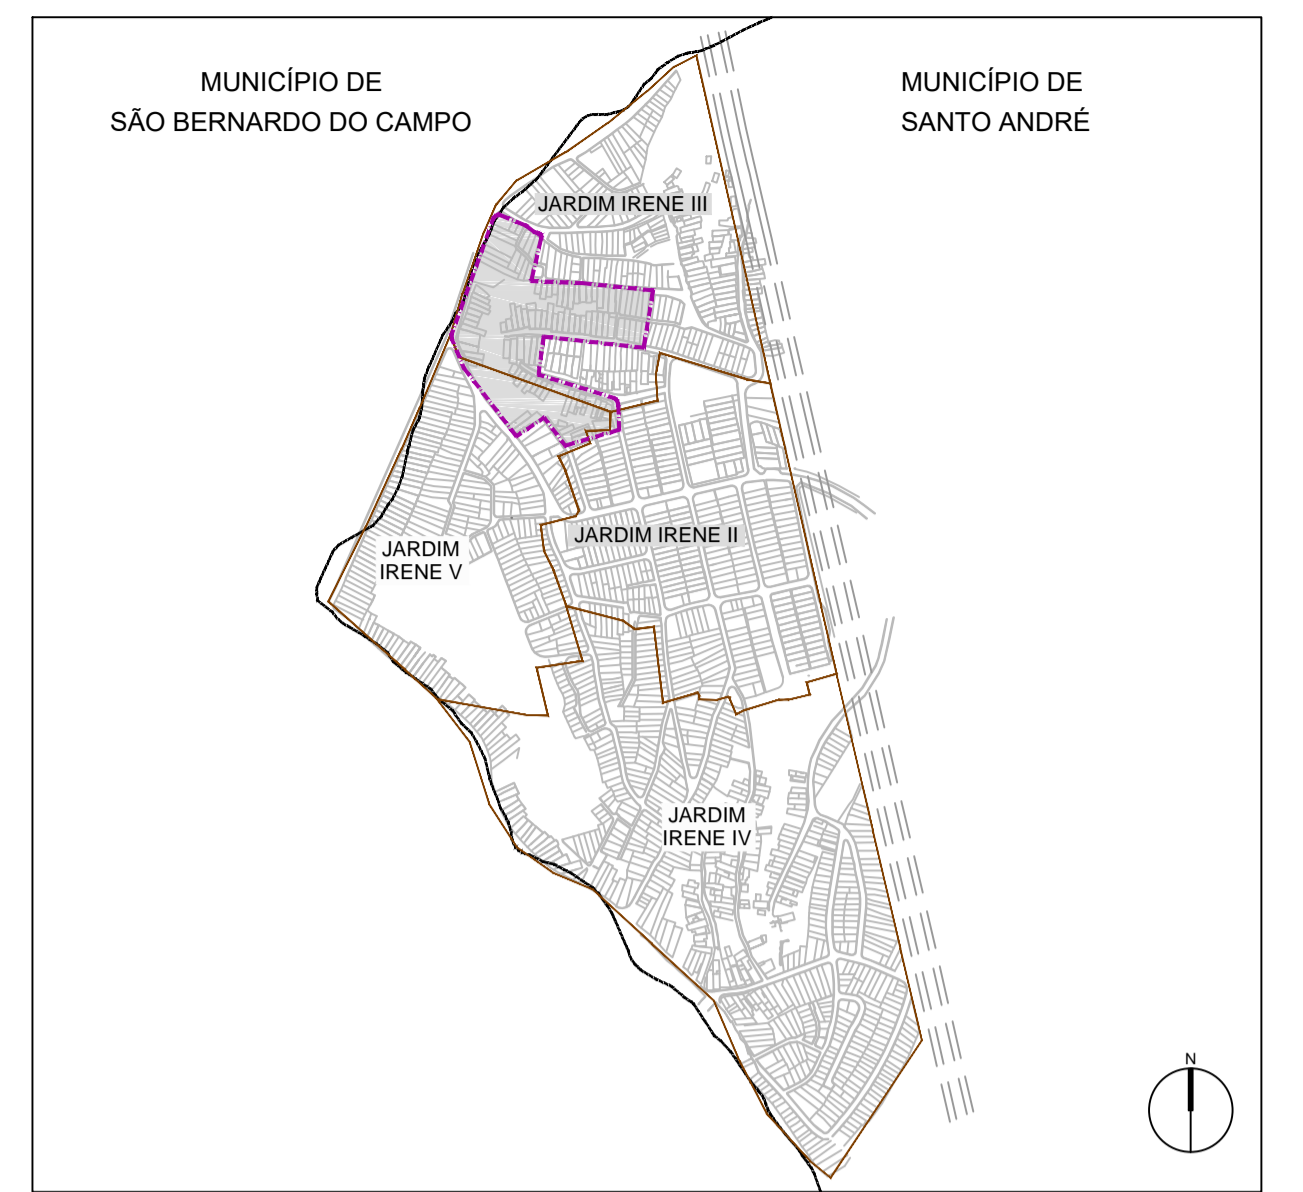 MUNICÍPIO DE
SÃO BERNARDO DO CAMPO
MUNICÍPIO DE
SANTO ANDRÉ
JARDIM IRENE III
JARDIM IRENE II
JARDIM
IRENE V
JARDIM
IRENE IV
N